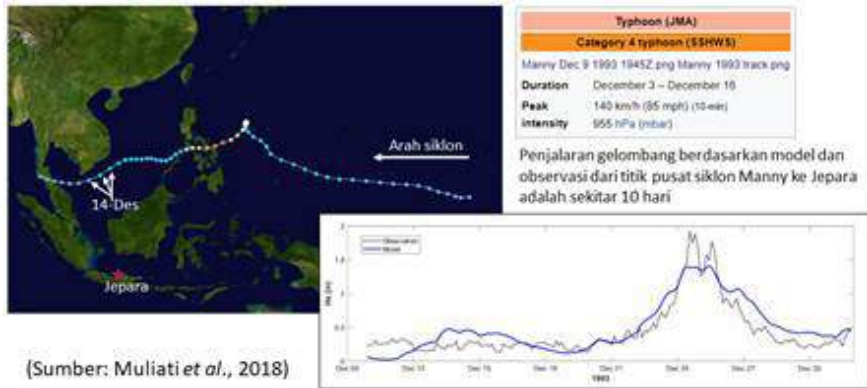 Typhoon (JMA)
Category 4 typhoon (SSHWS)
Manny Dec 9 1993 1945Z.png Manny 1993 track.png
Duration December 3 – December 16
Peak 140 km/h (85 mph) (10-min)
intensity 955 hPa (mbar)
Arah siklon
14-Des
Jepara
Penjalaran gelombang berdasarkan model dan
observasi dari titik pusat siklon Manny ke Jepara
adalah sekitar 10 hari
Observation
Model
Hs (m)
1993
(Sumber: Muliati et al., 2018)